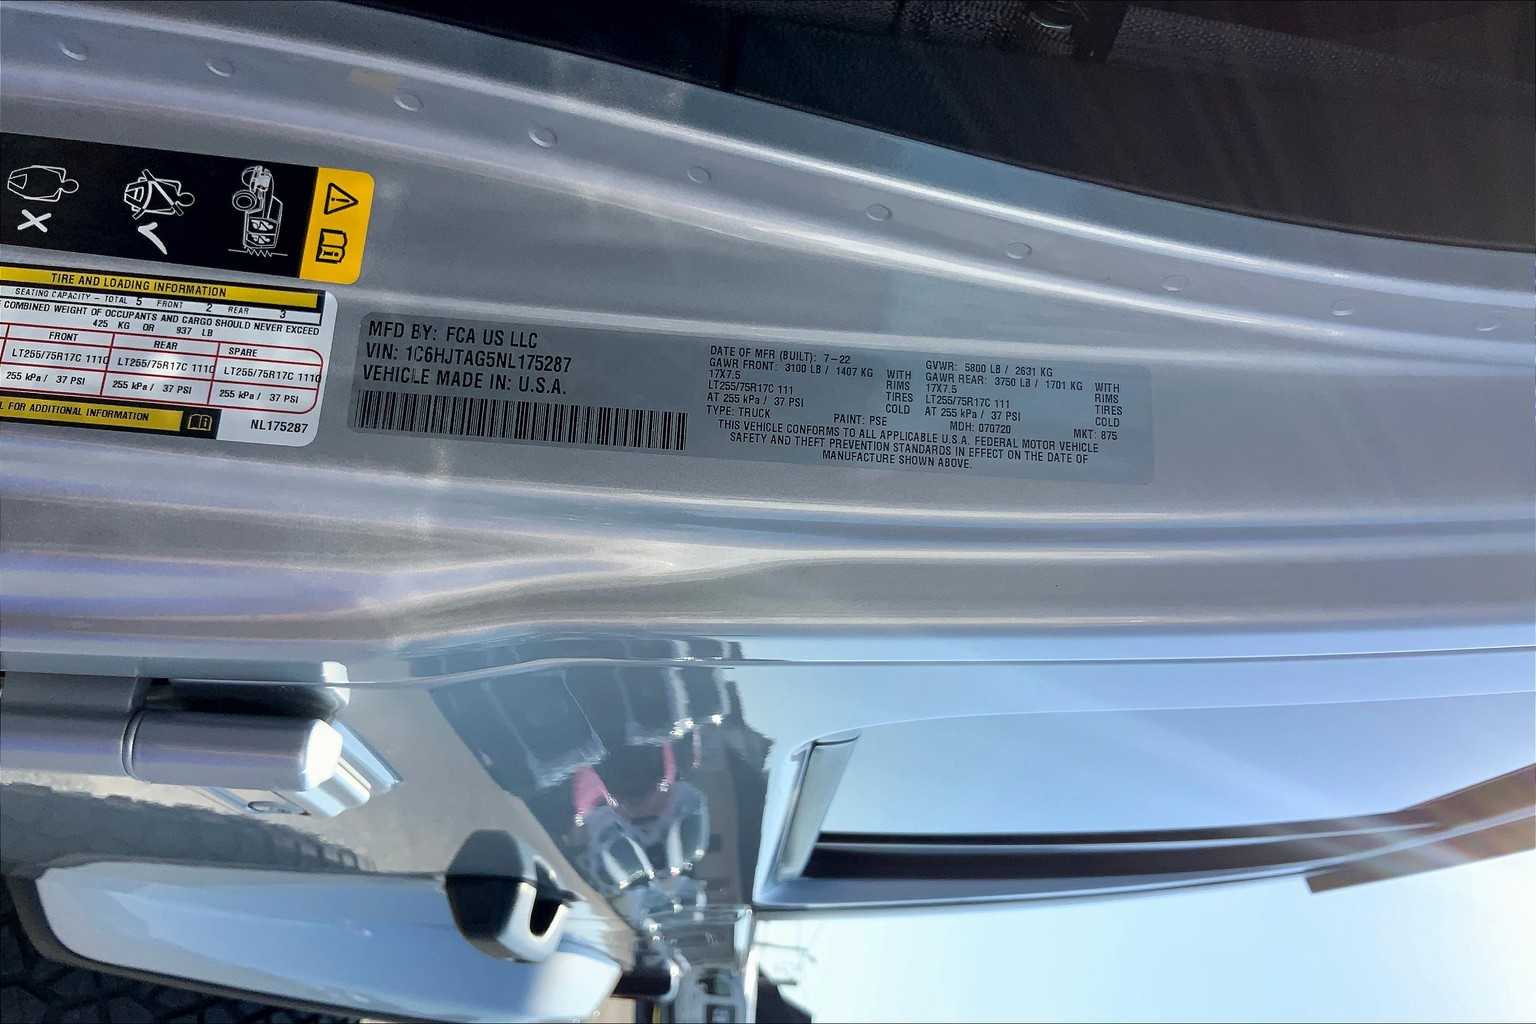 TIRE AND LOADING INFORMATION
SEATING CAPACITY - TOTAL 5 FRONT 2 REAR 3
COMBINED WEIGHT OF OCCUPANTS AND CARGO SHOULD NEVER EXCEED
425 KG OR 937 LB
FRONT REAR SPARE
LT255/75R17C 111Q LT255/75R17C 111Q LT255/75R17C 111Q
255 kPa / 37 PSI 255 kPa / 37 PSI 255 kPa / 37 PSI
FOR ADDITIONAL INFORMATION
NL175287
MFD BY: FCA US LLC
VIN: 1C6HJTAG5NL175287
VEHICLE MADE IN: U.S.A.
DATE OF MFR (BUILT): 7-22
GAWR FRONT: 3100 LB / 1407 KG WITH
17X7.5 RIMS
LT255/75R17C 111 TIRES
AT 255 kPa / 37 PSI COLD
TYPE: TRUCK PAINT: PSE
GVWR: 5800 LB / 2631 KG
GAWR REAR: 3750 LB / 1701 KG WITH
17X7.5 RIMS
LT255/75R17C 111 TIRES
AT 255 kPa / 37 PSI COLD
MDH: 070720 MKT: 875
THIS VEHICLE CONFORMS TO ALL APPLICABLE U.S.A. FEDERAL MOTOR VEHICLE
SAFETY AND THEFT PREVENTION STANDARDS IN EFFECT ON THE DATE OF
MANUFACTURE SHOWN ABOVE.